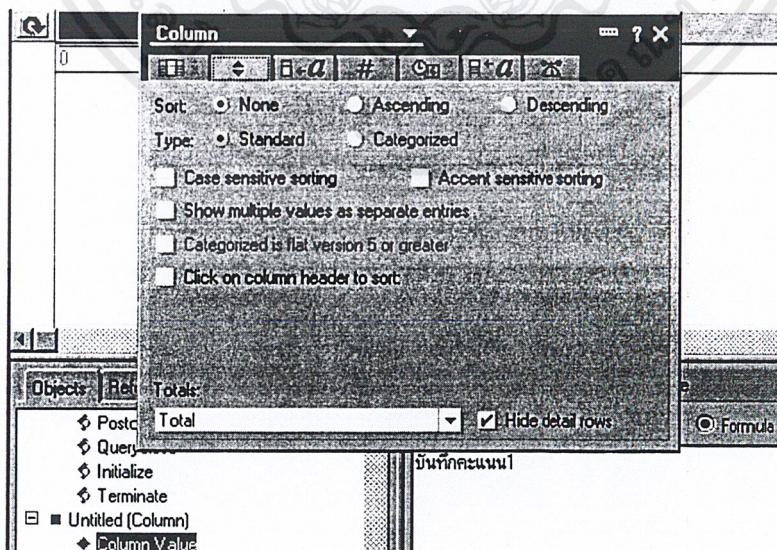 Column
? ×
0
#
Sort: None Ascending Descending
Type: Standard Categorized
Case sensitive sorting Accent sensitive sorting
Show multiple values as separate entries
Categorized is flat version 5 or greater
Click on column header to sort
Totals:
Total Hide detail rows
Objects
Formula
Initialize
Terminate
Untitled (Column)
Column Value
บันทึกคะแนน1